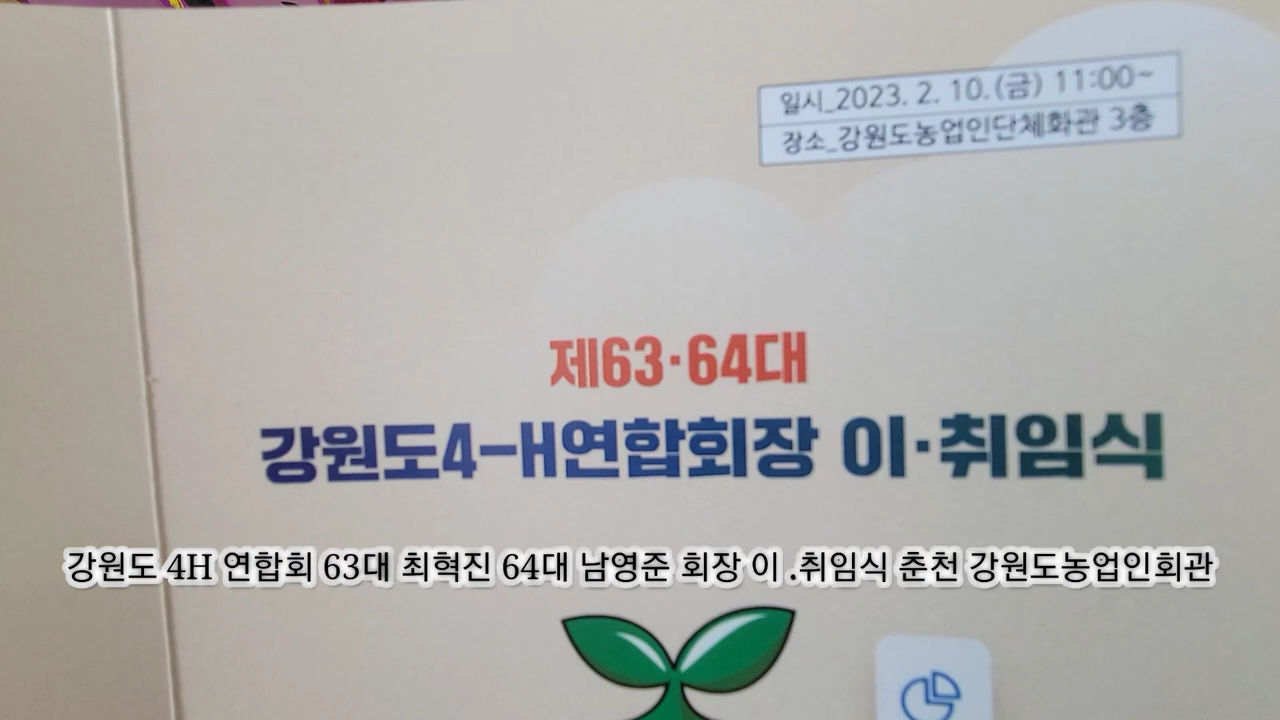 일시_2023. 2. 10.(금) 11:00~
장소_강원도농업인단체화관 3층
제63·64대
강원도4-H연합회장 이·취임식
강원도 4H 연합회 63대 최혁진 64대 남영준 회장 이 .취임식 춘천 강원도농업인회관